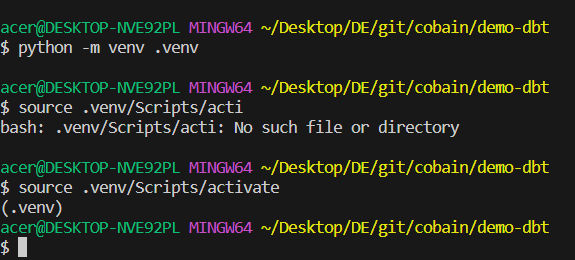 acer@DESKTOP-NVE92PL MINGW64 ~/Desktop/DE/git/cobain/demo-dbt
$ python -m venv .venv
acer@DESKTOP-NVE92PL MINGW64 ~/Desktop/DE/git/cobain/demo-dbt
$ source .venv/Scripts/acti
bash: .venv/Scripts/acti: No such file or directory
acer@DESKTOP-NVE92PL MINGW64 ~/Desktop/DE/git/cobain/demo-dbt
$ source .venv/Scripts/activate
(.venv)
acer@DESKTOP-NVE92PL MINGW64 ~/Desktop/DE/git/cobain/demo-dbt
$